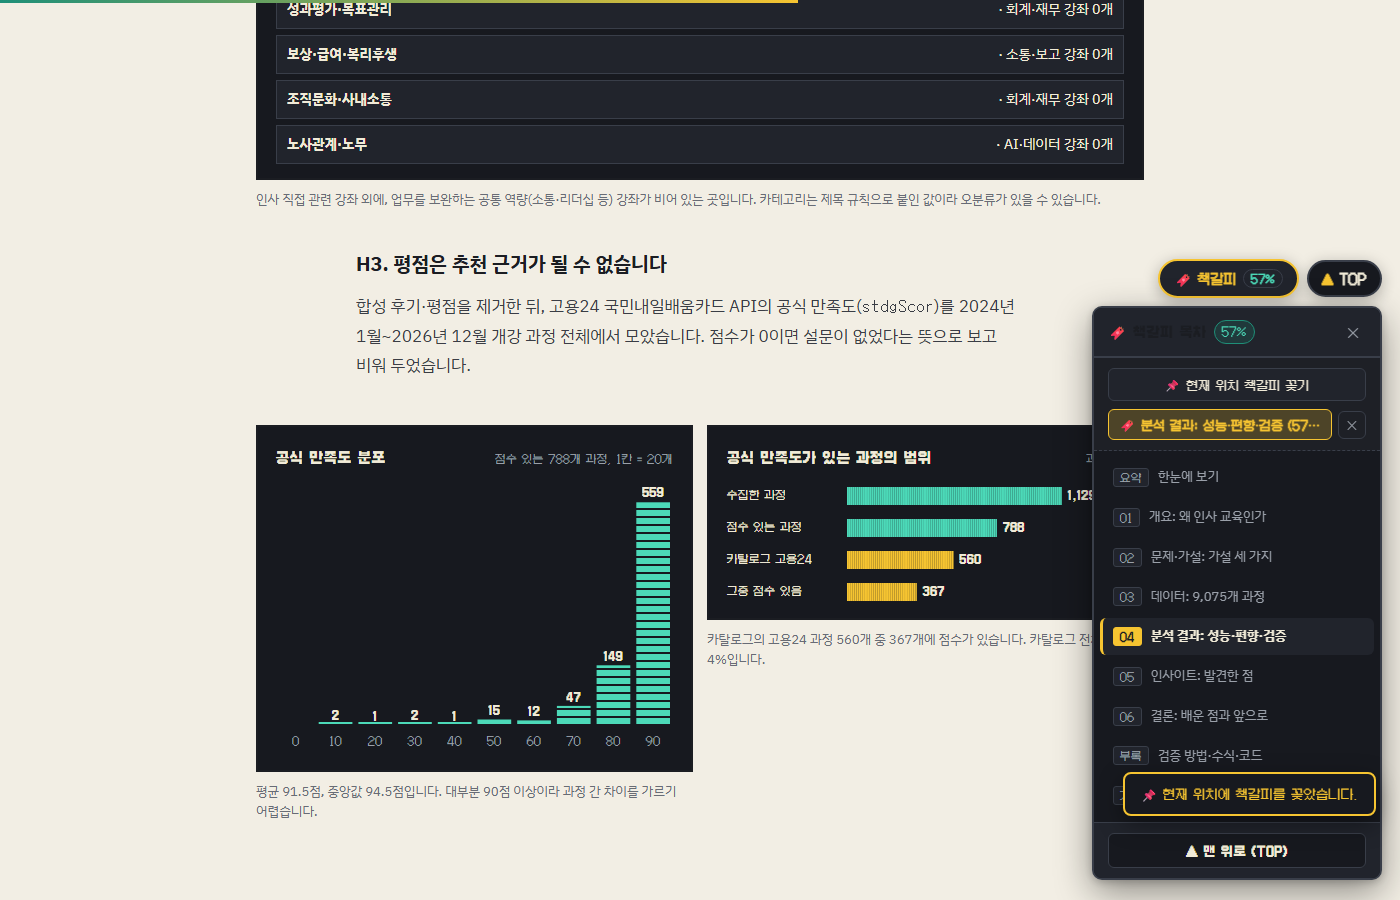 성과평가·목표관리
· 회계·재무 강좌 0개
보상·급여·복리후생
· 소통·보고 강좌 0개
조직문화·사내소통
· 회계·재무 강좌 0개
노사관계·노무
· AI·데이터 강좌 0개
인사 직접 관련 강좌 외에, 업무를 보완하는 공통 역량(소통·리더십 등) 강좌가 비어 있는 곳입니다. 카테고리는 제목 규칙으로 붙인 값이라 오분류가 있을 수 있습니다.
H3. 평점은 추천 근거가 될 수 없습니다
합성 후기·평점을 제거한 뒤, 고용24 국민내일배움카드 API의 공식 만족도(stdgScor)를 2024년
1월~2026년 12월 개강 과정 전체에서 모았습니다. 점수가 0이면 설문이 없었다는 뜻으로 보고
비워 두었습니다.
공식 만족도 분포
점수 있는 788개 과정, 1칸 = 20개
559
149
47
2
1
2
1
15
12
0 10 20 30 40 50 60 70 80 90
평균 91.5점, 중앙값 94.5점입니다. 대부분 90점 이상이라 과정 간 차이를 가르기
어렵습니다.
공식 만족도가 있는 과정의 범위
수집한 과정
점수 있는 과정 788
카탈로그 고용24 560
그중 점수 있음 367
카탈로그의 고용24 과정 560개 중 367개에 점수가 있습니다. 카탈로그
4%입니다.
책갈피 57%
▲ TOP
책갈피 목차 57%
×
현재 위치 책갈피 꽂기
분석 결과: 성능·편향·검증 (57…
×
요약 한눈에 보기
01 개요: 왜 인사 교육인가
02 문제·가설: 가설 세 가지
03 데이터: 9,075개 과정
04 분석 결과: 성능·편향·검증
05 인사이트: 발견한 점
06 결론: 배운 점과 앞으로
부록 검증 방법·수식·코드
현재 위치에 책갈피를 꽂았습니다.
▲ 맨 위로 (TOP)